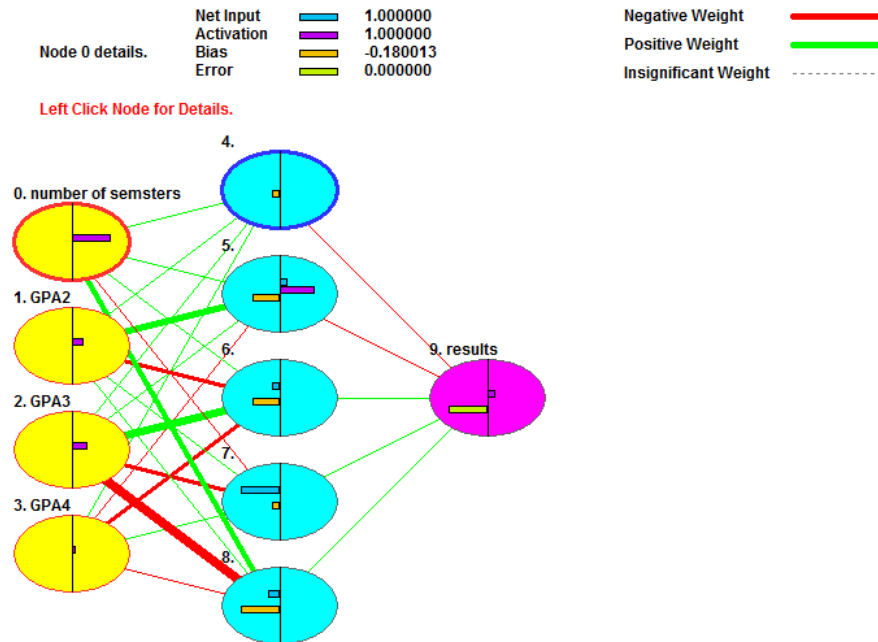 Net Input 1.000000
Activation 1.000000
Node 0 details. Bias -0.180013
Error 0.000000
Negative Weight
Positive Weight
Insignificant Weight
Left Click Node for Details.
4.
0. number of semsters
5.
1. GPA2
6.
9. results
2. GPA3
7.
3. GPA4
8.